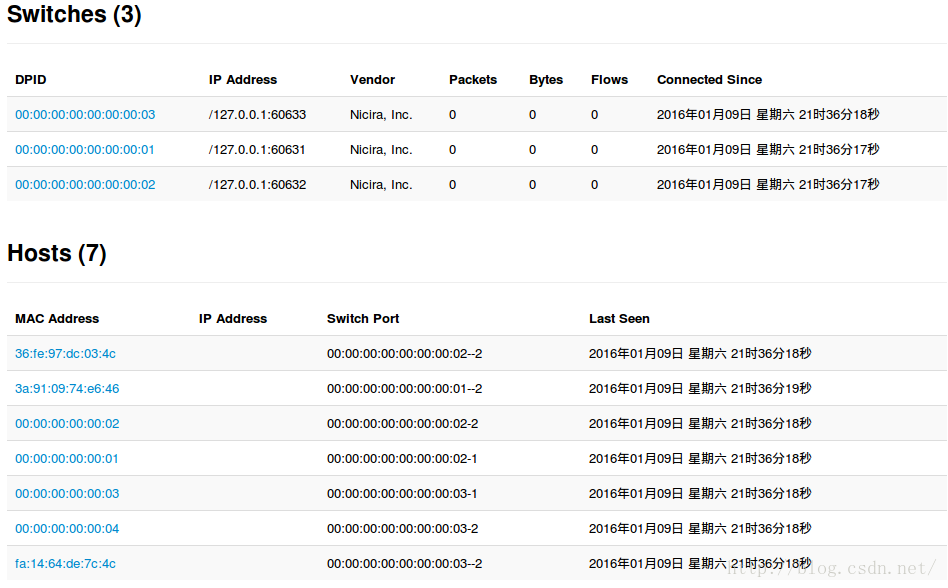 Switches (3)
DPID IP Address Vendor Packets Bytes Flows Connected Since
00:00:00:00:00:00:00:03 /127.0.0.1:60633 Nicira, Inc. 0 0 0 2016年01月09日 星期六 21时36分18秒
00:00:00:00:00:00:00:01 /127.0.0.1:60631 Nicira, Inc. 0 0 0 2016年01月09日 星期六 21时36分17秒
00:00:00:00:00:00:00:02 /127.0.0.1:60632 Nicira, Inc. 0 0 0 2016年01月09日 星期六 21时36分17秒
Hosts (7)
MAC Address IP Address Switch Port Last Seen
36:fe:97:dc:03:4c 00:00:00:00:00:00:00:02--2 2016年01月09日 星期六 21时36分18秒
3a:91:09:74:e6:46 00:00:00:00:00:00:00:01--2 2016年01月09日 星期六 21时36分19秒
00:00:00:00:00:02 00:00:00:00:00:00:00:02-2 2016年01月09日 星期六 21时36分18秒
00:00:00:00:00:01 00:00:00:00:00:00:00:02-1 2016年01月09日 星期六 21时36分18秒
00:00:00:00:00:03 00:00:00:00:00:00:00:03-1 2016年01月09日 星期六 21时36分18秒
00:00:00:00:00:04 00:00:00:00:00:00:00:03-2 2016年01月09日 星期六 21时36分18秒
fa:14:64:de:7c:4c 00:00:00:00:00:00:00:03--2 2016年01月09日 星期六 21时36分18秒
http://blog.csdn.net/